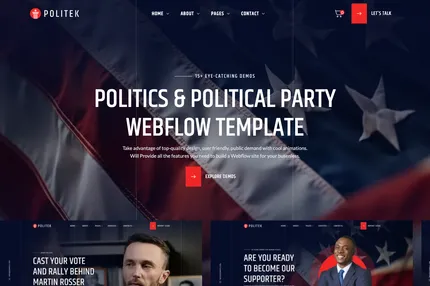 POLITEK
HOME
ABOUT
PAGES
CONTACT
LET'S TALK
15+ EYE-CATCHING DEMOS
POLITICS & POLITICAL PARTY
WEBFLOW TEMPLATE
Take advantage of top-quality design, user friendly, public demand with cool animations.
Will Provide all the features you need to build a Webflow site for your business.
EXPLORE DEMOS
POLITEK
CAST YOUR VOTE
AND RALLY BEHIND
MARTIN ROSSER
POLITEK
ARE YOU READY
TO BECOME OUR
SUPPORTER?